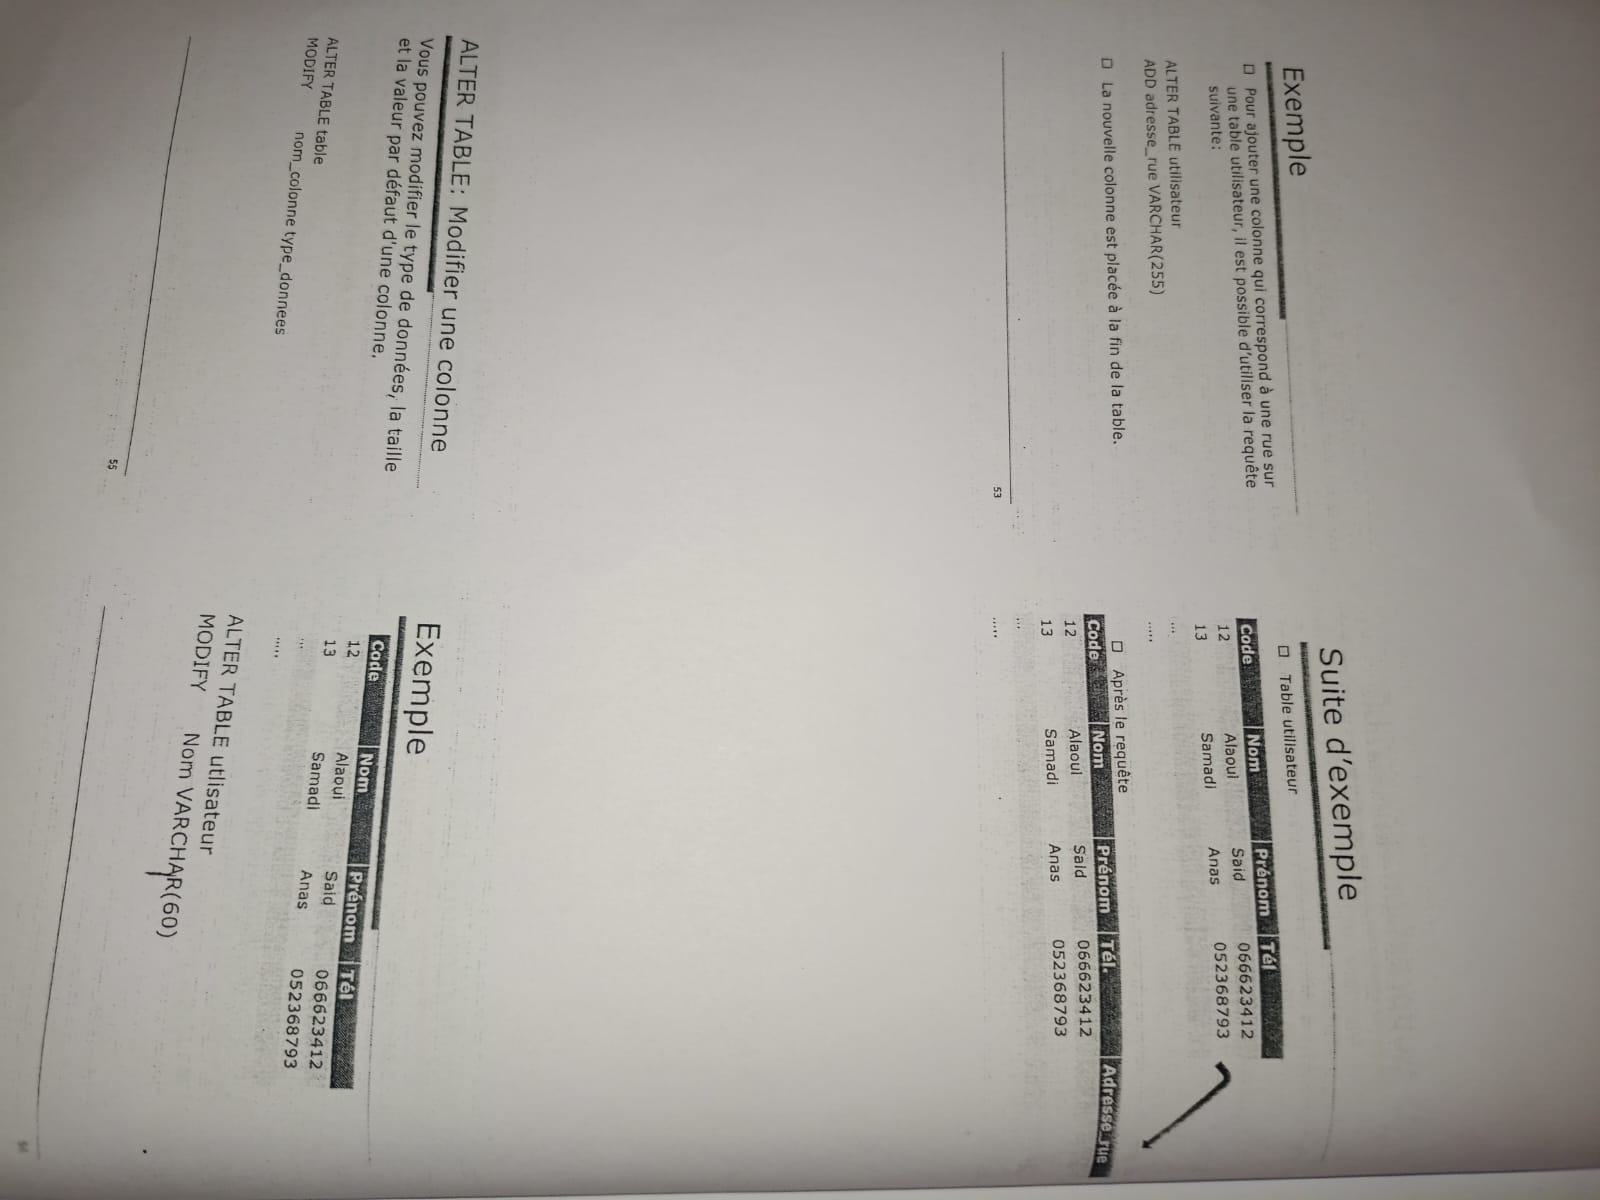 Exemple
□ Pour ajouter une colonne qui correspond à une rue sur
une table utilisateur, il est possible d'utiliser la requête
suivante:
ALTER TABLE utilisateur
ADD adresse_rue VARCHAR(255)
□ La nouvelle colonne est placée à la fin de la table.
53
Suite d'exemple
□ Table utilisateur
Code Nom Prénom Tél
12 Alaoui Said 066623412
13 Samadi Anas 052368793
...
.....
□ Après le requête
Code Nom Prénom Tél. Adresse_rue
12 Alaoui Said 066623412
13 Samadi Anas 052368793
...
.....
ALTER TABLE: Modifier une colonne
Vous pouvez modifier le type de données, la taille
et la valeur par défaut d'une colonne.
ALTER TABLE table
MODIFY nom_colonne type_donnees
55
Exemple
Code Nom Prénom Tél
12 Alaoui Said 066623412
13 Samadi Anas 052368793
...
.....
ALTER TABLE utlisateur
MODIFY Nom VARCHAR(60)
56